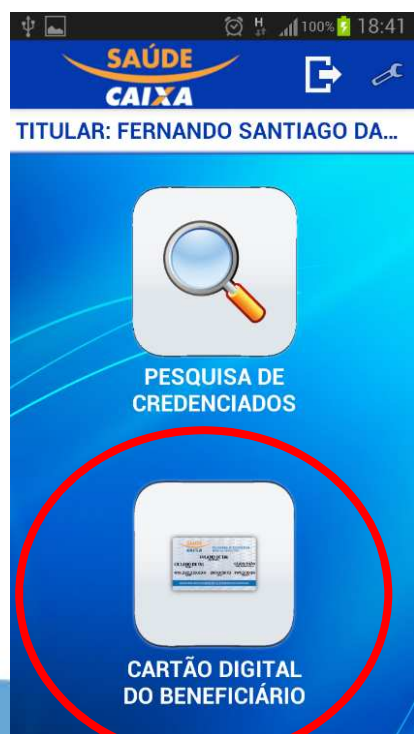 H
100% 18:41
SAÚDE
CAIXA
TITULAR: FERNANDO SANTIAGO DA...
PESQUISA DE
CREDENCIADOS
CARTÃO DIGITAL
DO BENEFICIÁRIO